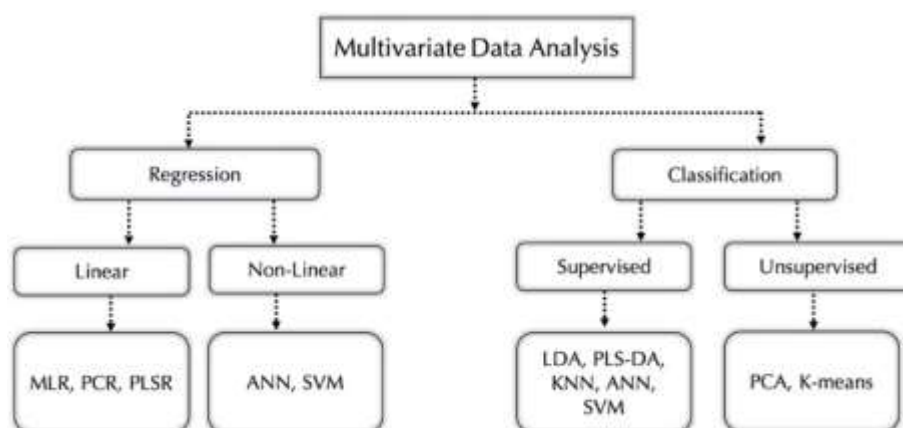 Multivariate Data Analysis
Regression
Classification
Linear
Non-Linear
Supervised
Unsupervised
MLR, PCR, PLSR
ANN, SVM
LDA, PLS-DA,
KNN, ANN,
SVM
PCA, K-means